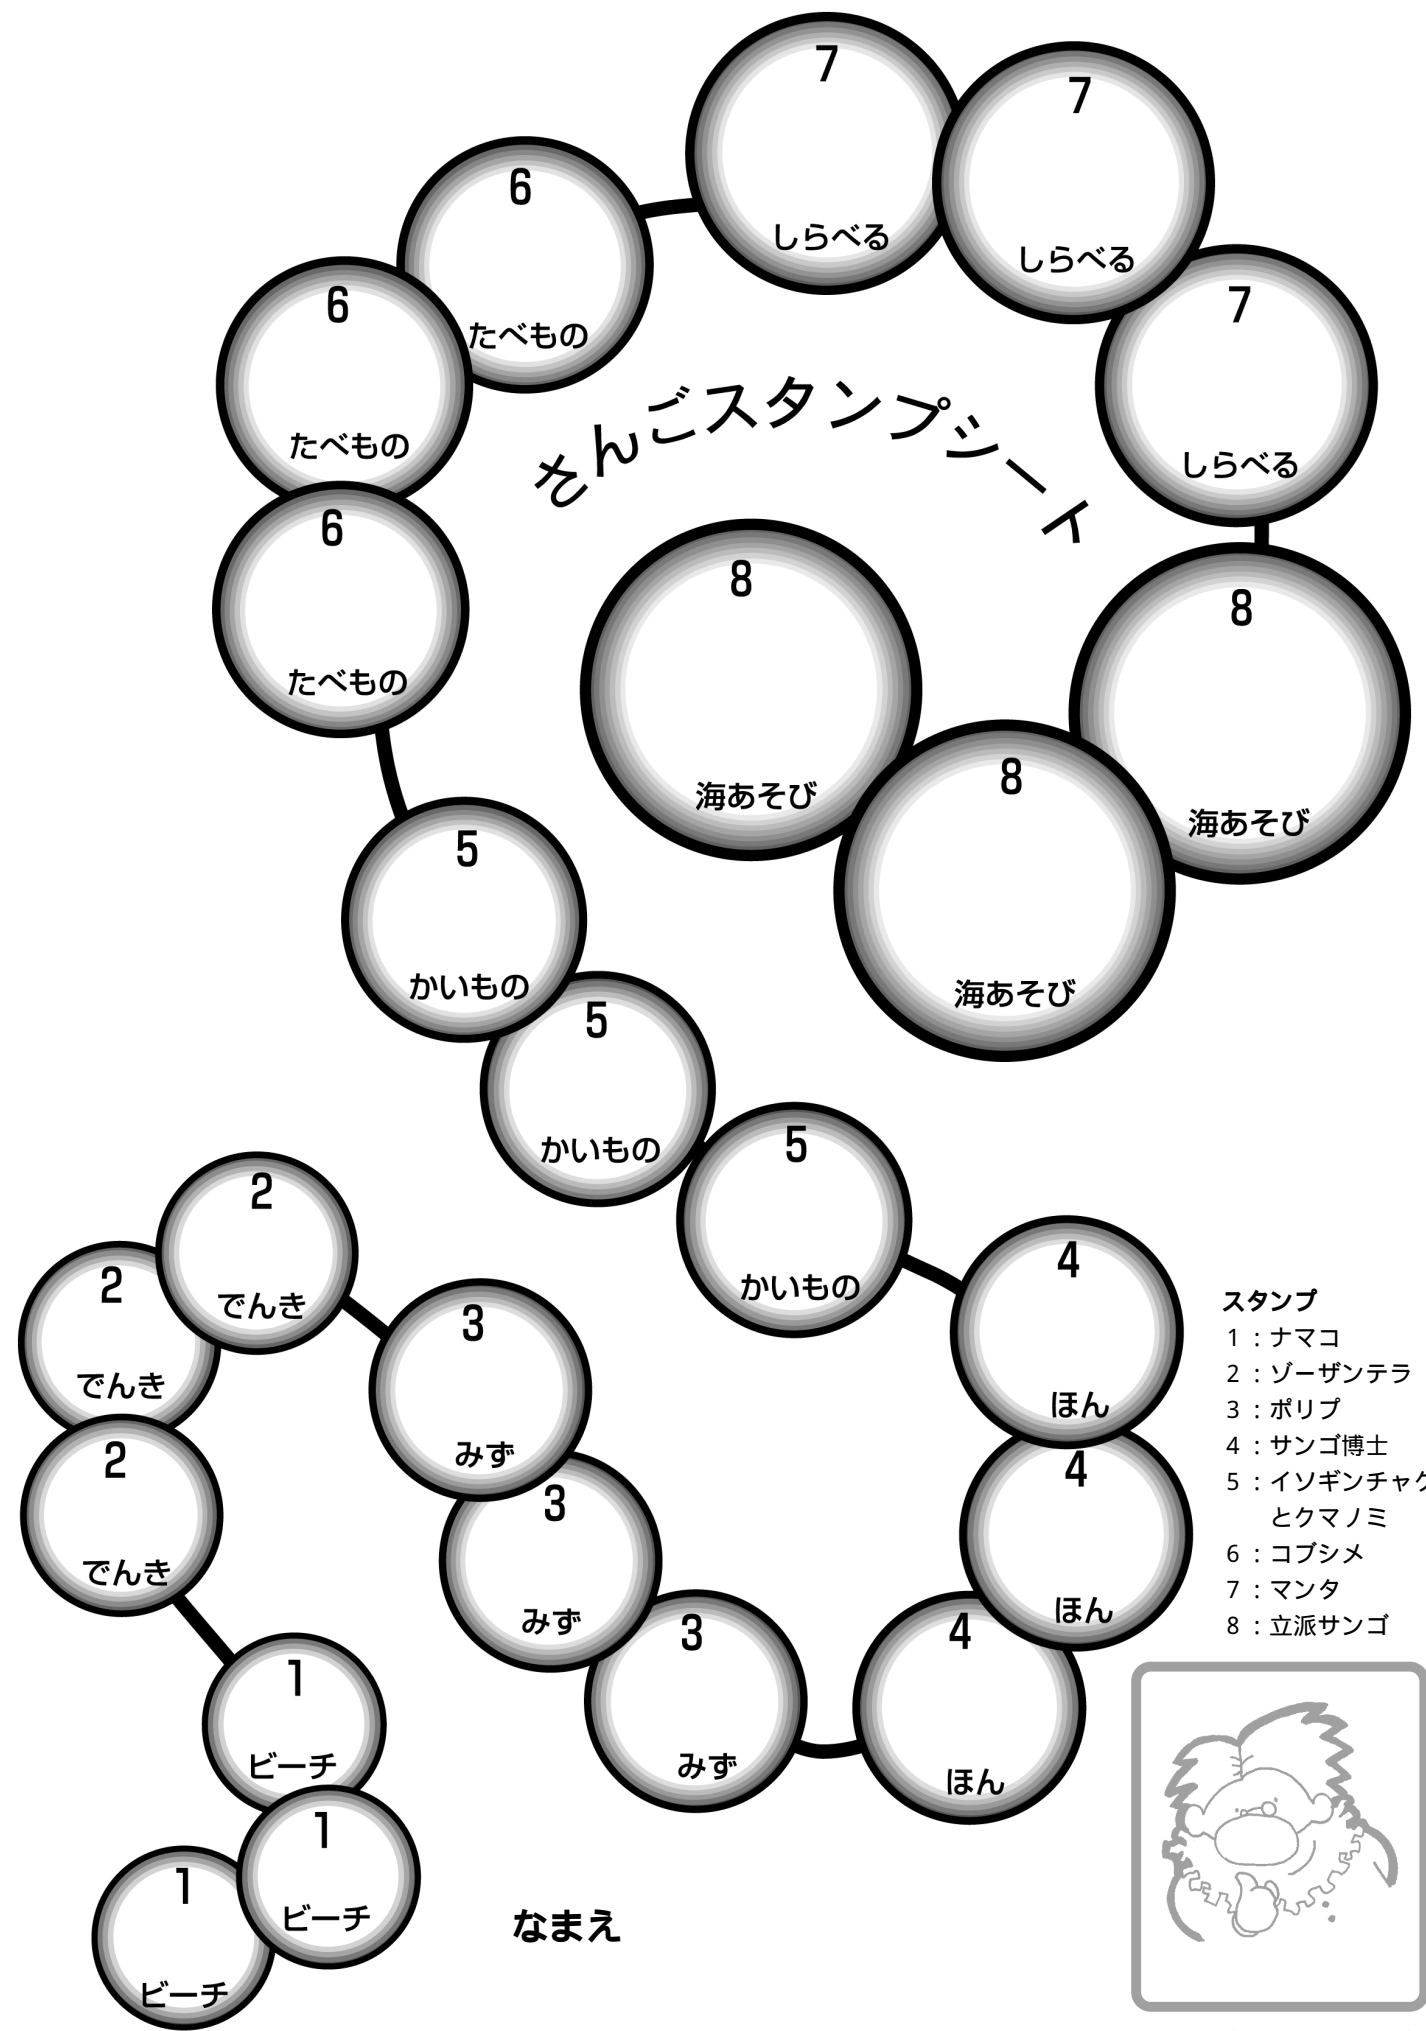 7
しらべる
7
しらべる
6
たべもの
7
しらべる
6
たべもの
さんごスタンプシート
6
たべもの
8
海あそび
8
海あそび
8
海あそび
5
かいもの
5
かいもの
5
かいもの
4
ほん
4
ほん
4
ほん
2
でんき
2
でんき
2
でんき
3
みず
3
みず
3
みず
1
ビーチ
1
ビーチ
1
ビーチ
スタンプ
1 : ナマコ
2 : ゾーザンテラ
3 : ポリプ
4 : サンゴ博士
5 : イソギンチャク
とクマノミ
6 : コブシメ
7 : マンタ
8 : 立派サンゴ
なまえ